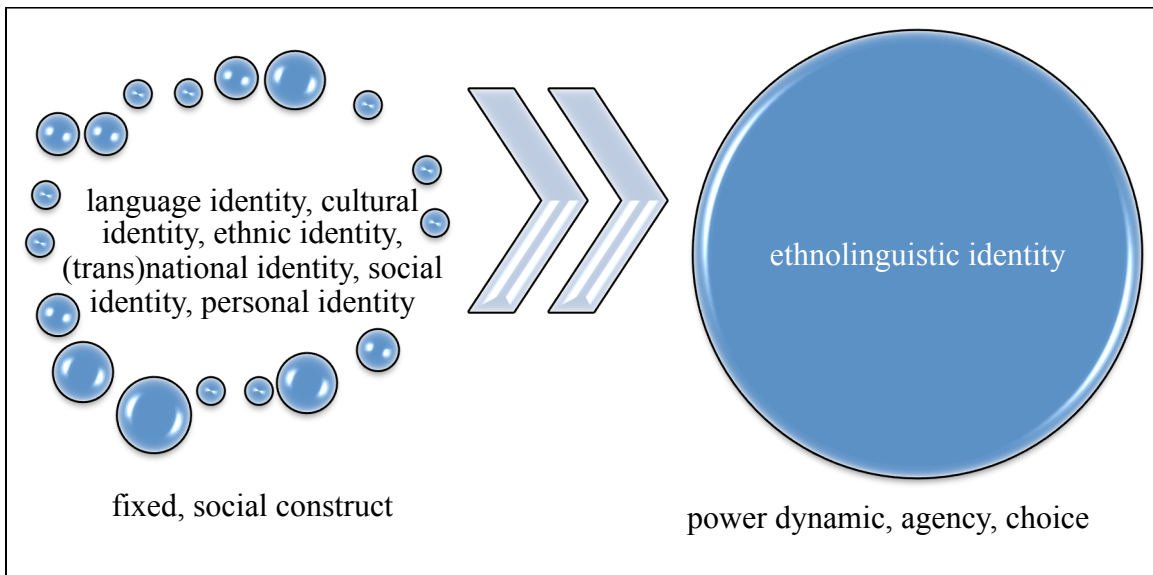 language identity, cultural
identity, ethnic identity,
(trans)national identity, social
identity, personal identity
fixed, social construct
ethnolinguistic identity
power dynamic, agency, choice